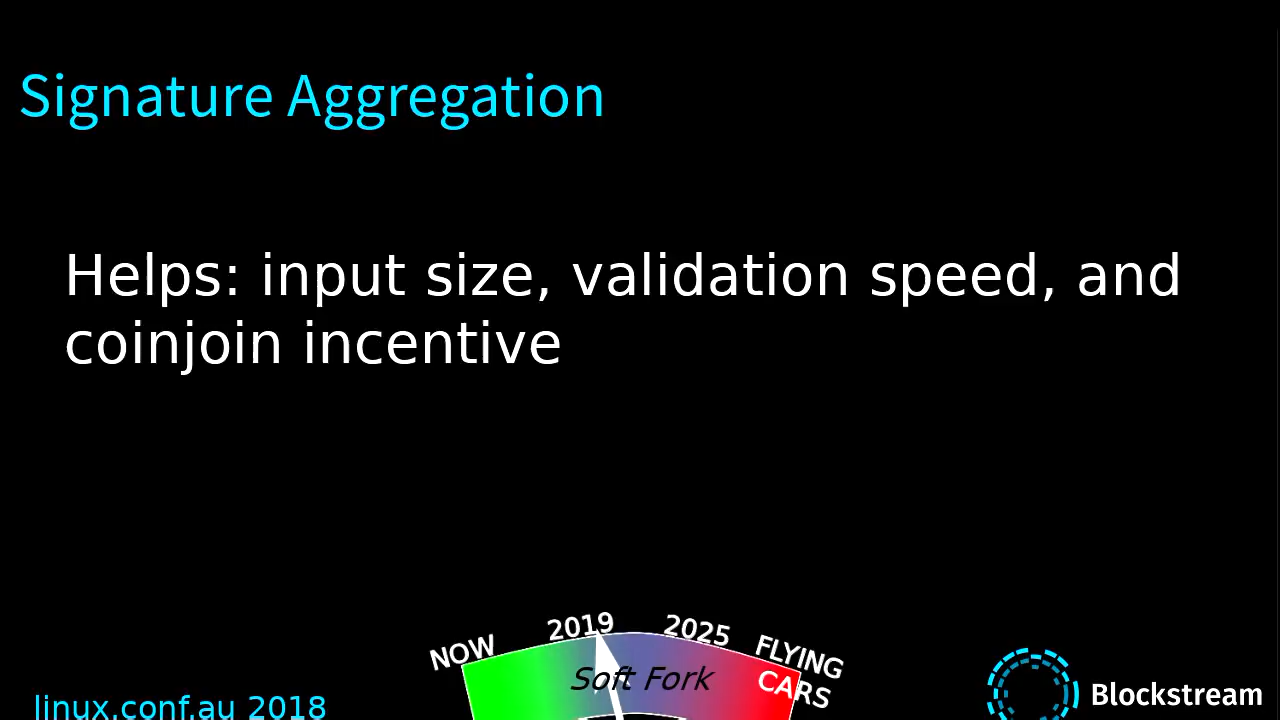 Signature Aggregation
Helps: input size, validation speed, and
coinjoin incentive
NOW
2019
2025
FLYING
CARS
Soft Fork
linux.conf.au 2018
Blockstream